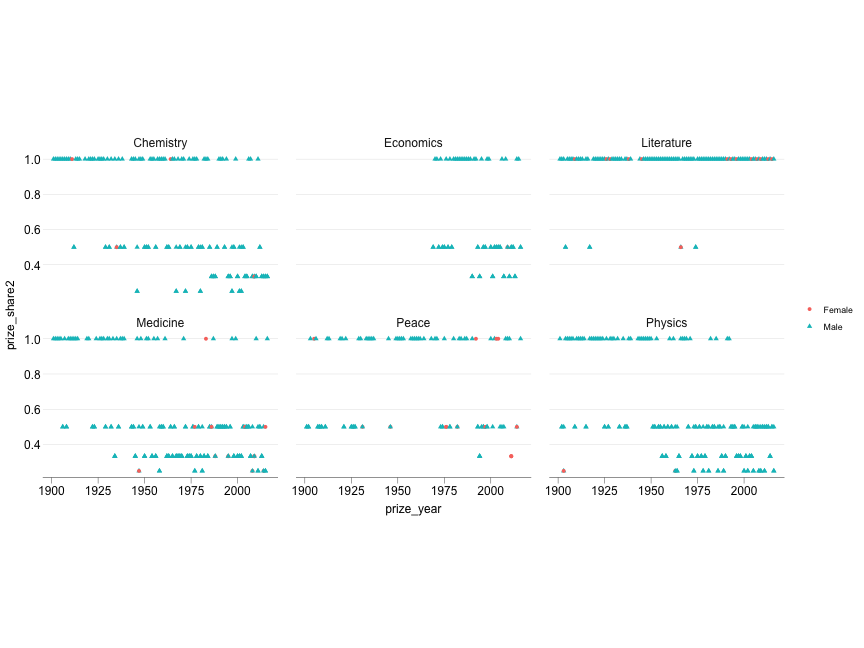 Chemistry Economics Literature
1.0
0.8
0.6
0.4
prize_share2
Medicine Peace Physics
1.0
0.8
0.6
0.4
1900 1925 1950 1975 2000 1900 1925 1950 1975 2000 1900 1925 1950 1975 2000
prize_year
Female
Male